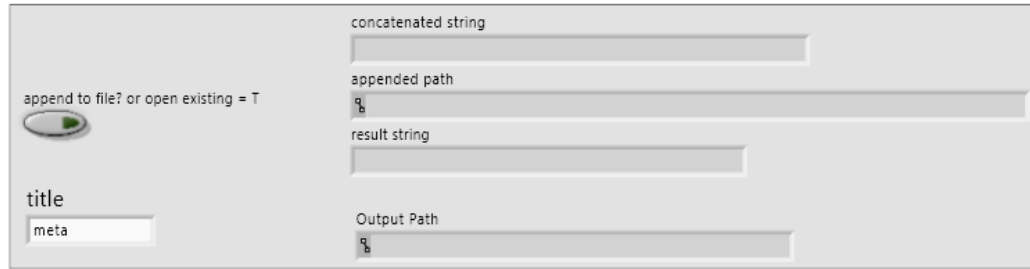 concatenated string
appended path
append to file? or open existing = T
result string
title
meta
Output Path